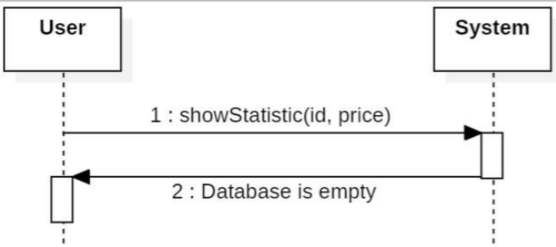 User
System
1 : showStatistic(id, price)
2 : Database is empty